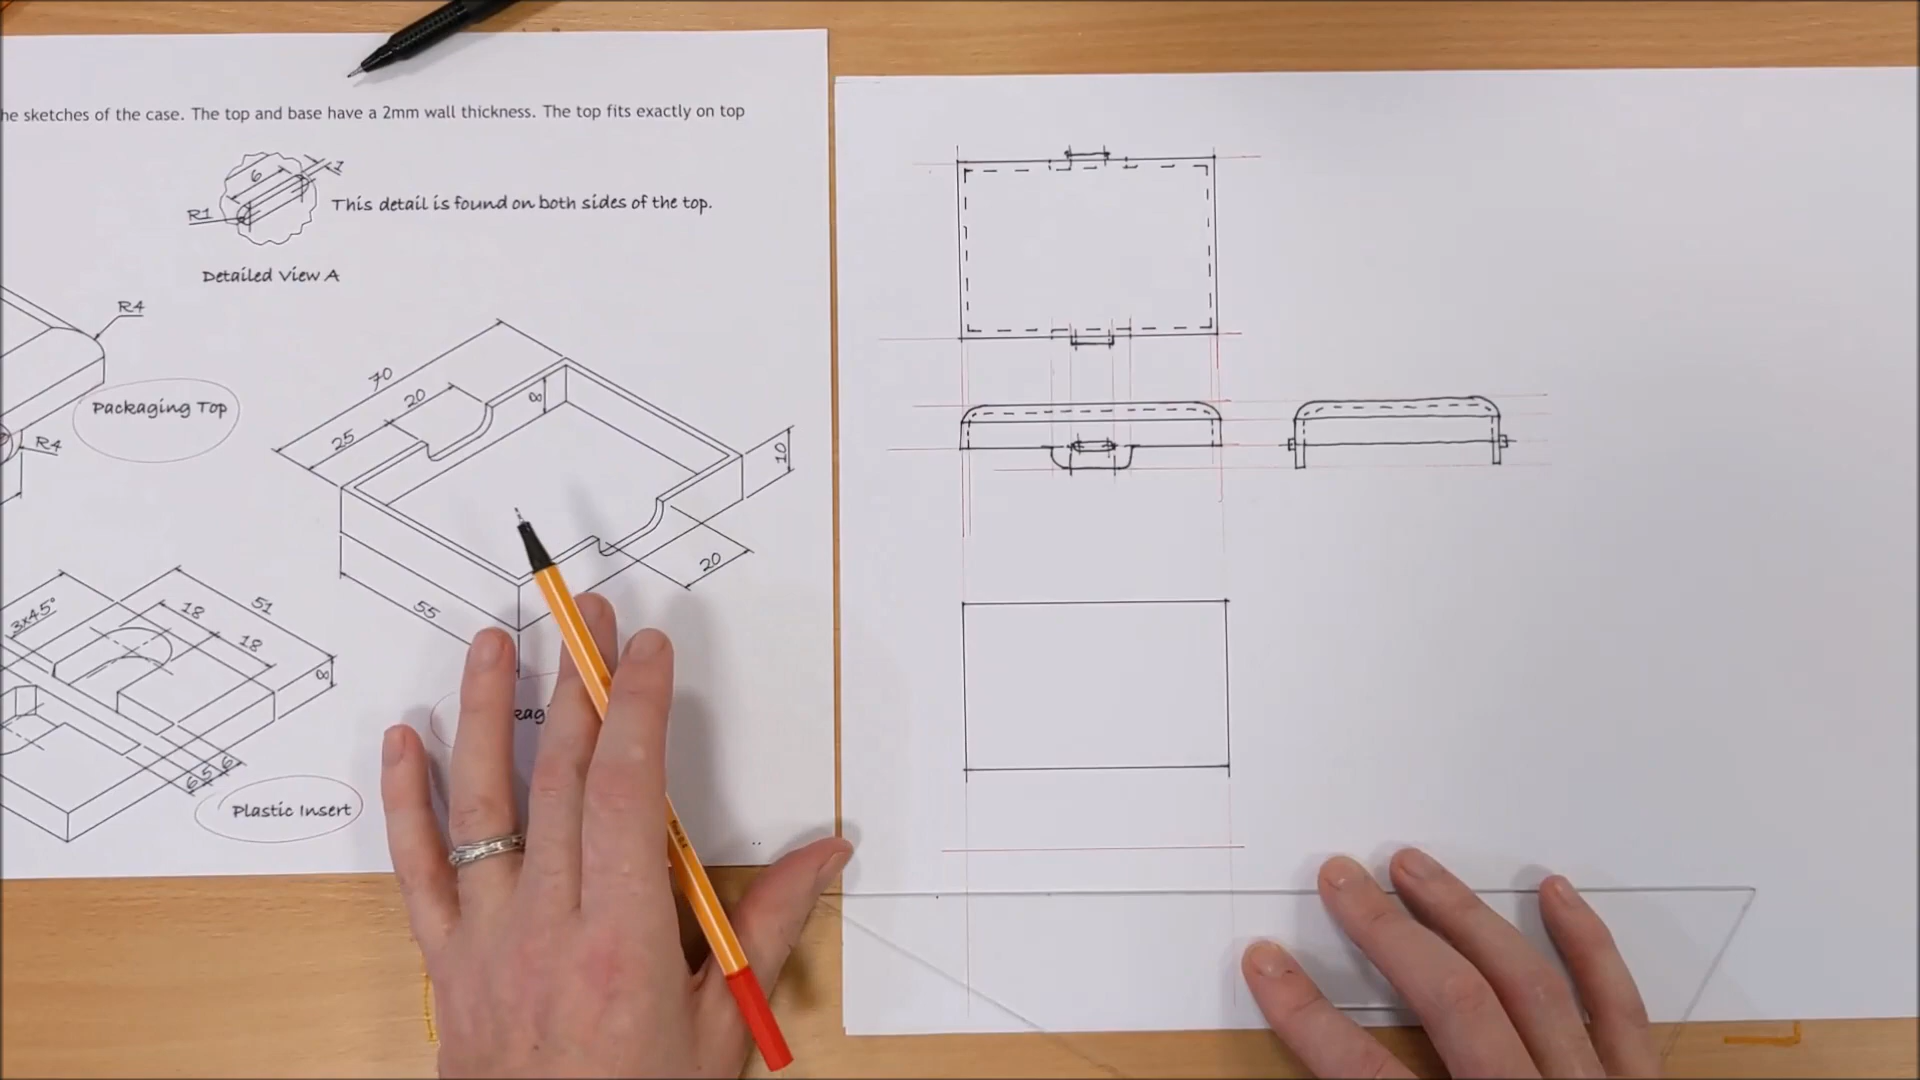 he sketches of the case. The top and base have a 2mm wall thickness. The top fits exactly on top
6
1
R1
This detail is found on both sides of the top.
Detailed View A
R4
Packaging Top
R4
70
20
25
8
10
20
55
3x45°
18
51
18
8
6 5 6
Plastic Insert